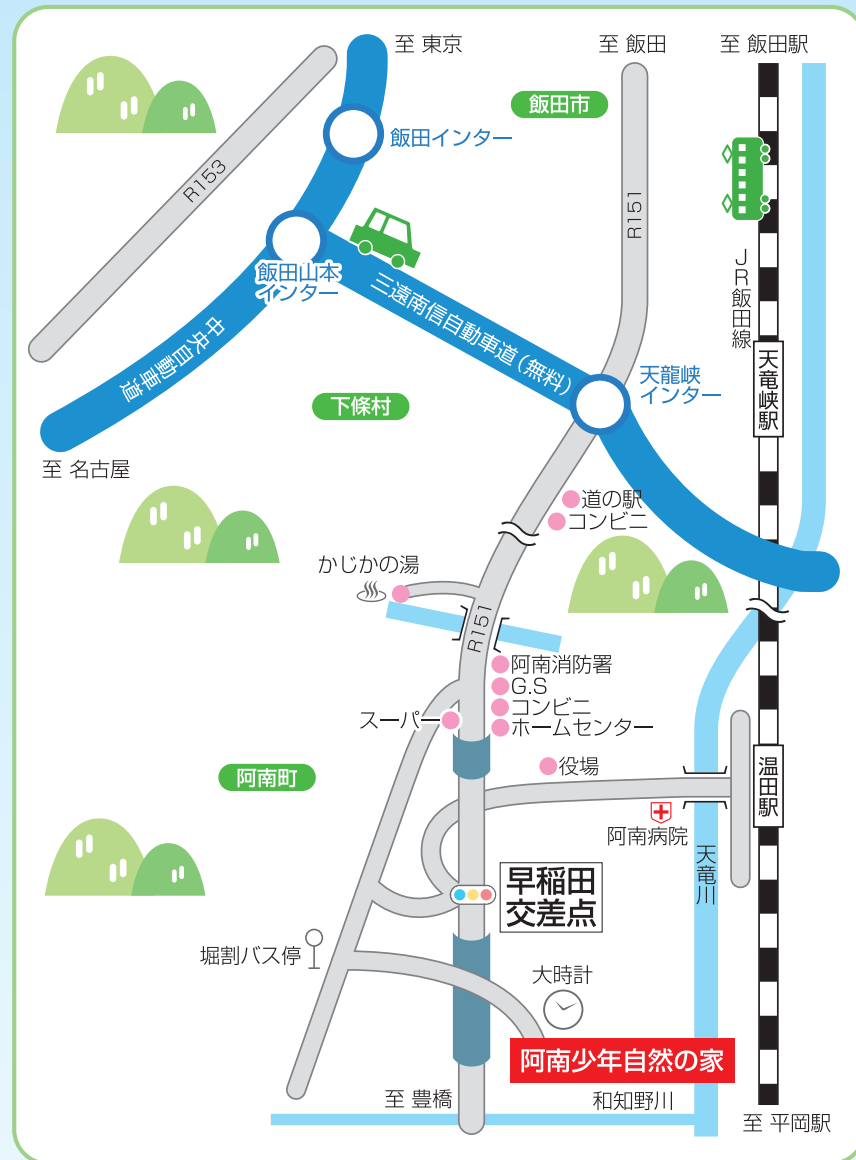 至 東京
至 飯田
至 飯田駅
飯田市
飯田インター
R153
R151
飯田山本
インター
三遠南信自動車道(無料)
JR飯田線
中央自動車道
天竜峡駅
天龍峡
インター
下條村
至 名古屋
道の駅
コンビニ
かじかの湯
R151
阿南消防署
G.S
コンビニ
ホームセンター
スーパー
役場
温田駅
阿南町
阿南病院
天竜川
早稲田
交差点
堀割バス停
大時計
阿南少年自然の家
至 豊橋
和知野川
至 平岡駅